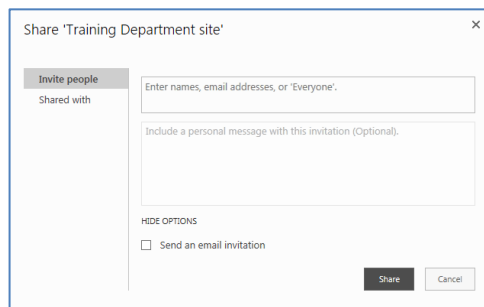 Share 'Training Department site'
Invite people
Shared with
Enter names, email addresses, or 'Everyone'.
Include a personal message with this invitation (Optional).
HIDE OPTIONS
Send an email invitation
Share
Cancel